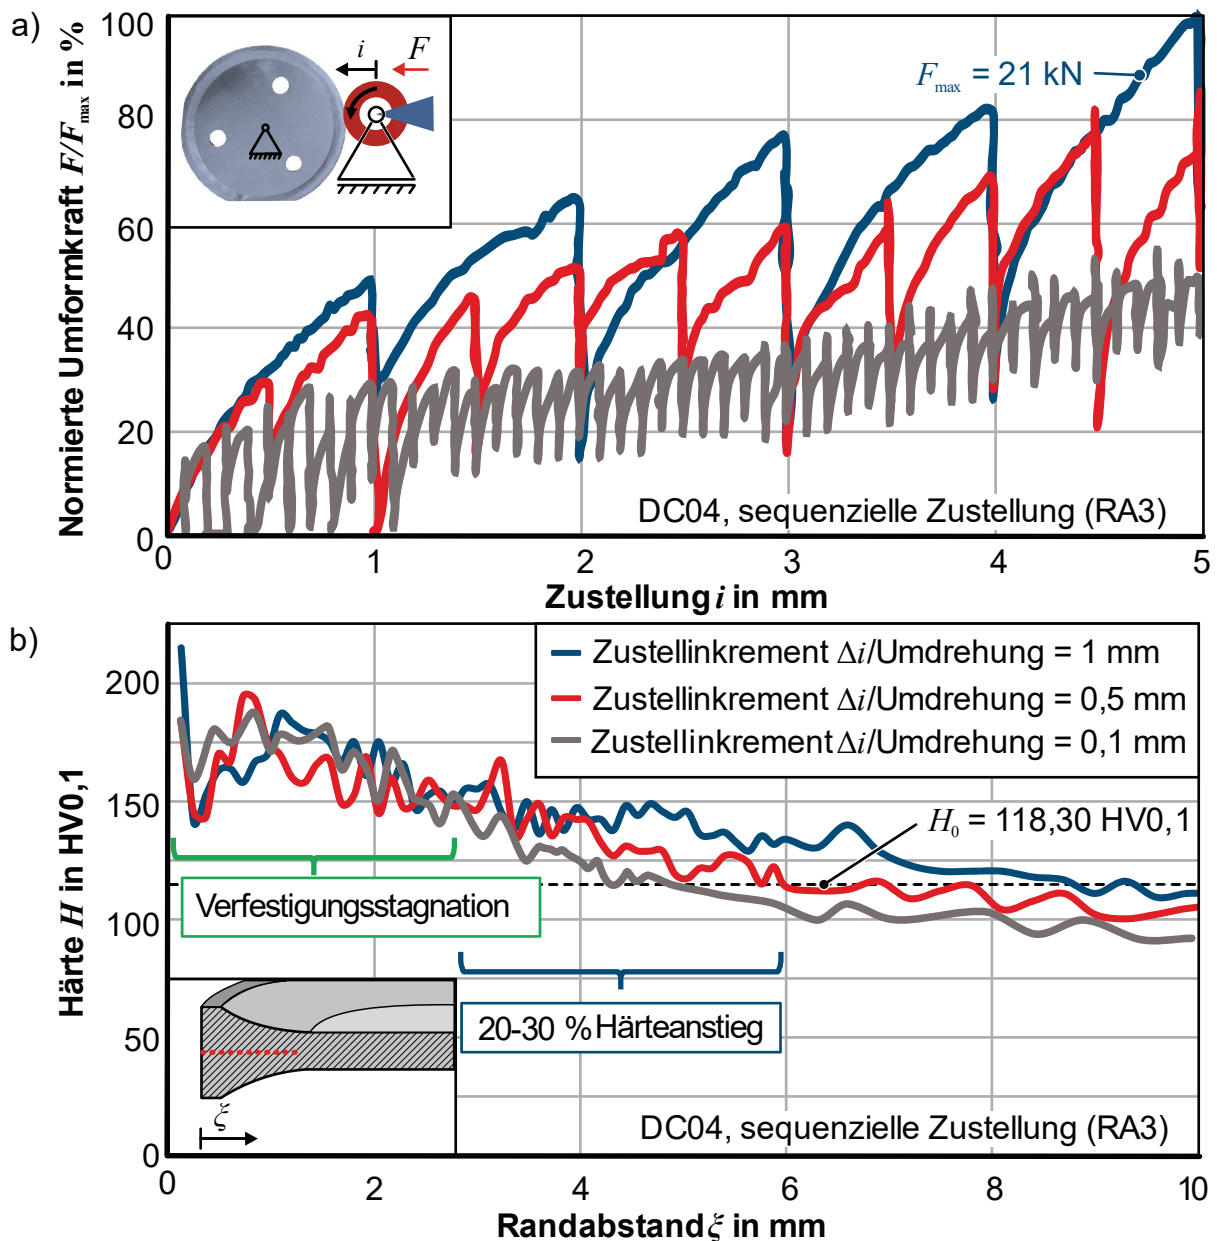 a)
Normierte Umformkraft F/Fmax in %
100
80
60
40
20
0
i
F
Fmax = 21 kN
DC04, sequenzielle Zustellung (RA3)
0 1 2 3 4 5
Zustellung i in mm
b)
Härte H in HV0,1
200
150
100
50
0
Zustellinkrement Δi/Umdrehung = 1 mm
Zustellinkrement Δi/Umdrehung = 0,5 mm
Zustellinkrement Δi/Umdrehung = 0,1 mm
H0 = 118,30 HV0,1
Verfestigungsstagnation
20-30 % Härteanstieg
ξ
DC04, sequenzielle Zustellung (RA3)
0 2 4 6 8 10
Randabstand ξ in mm